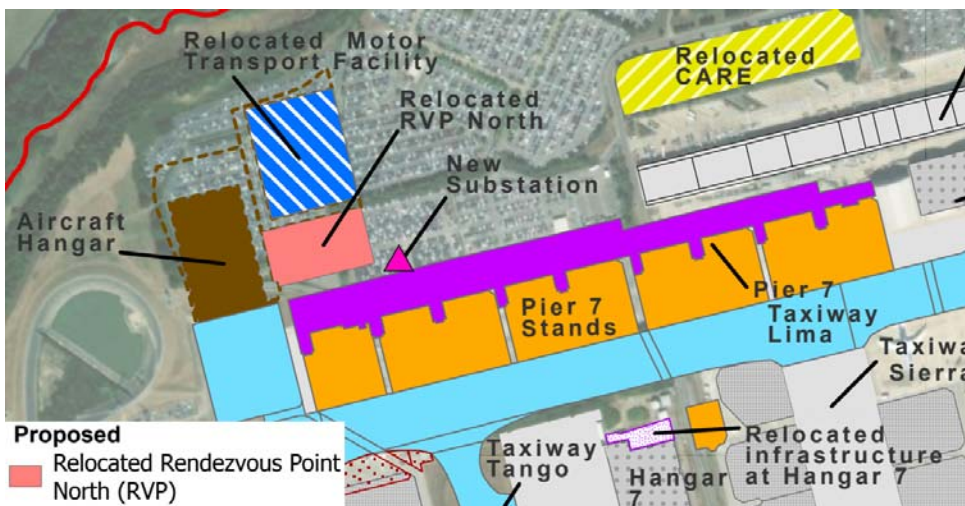 Relocated Motor
Transport Facility
Relocated
RVP North
New
Substation
Relocated
CARE
Aircraft
Hangar
Pier 7
Stands
Pier 7
Taxiway
Lima
Taxiwa
Sierra
Taxiway
Tango
Hangar
7
Relocated
infrastructure
at Hangar 7
Proposed
Relocated Rendezvous Point
North (RVP)